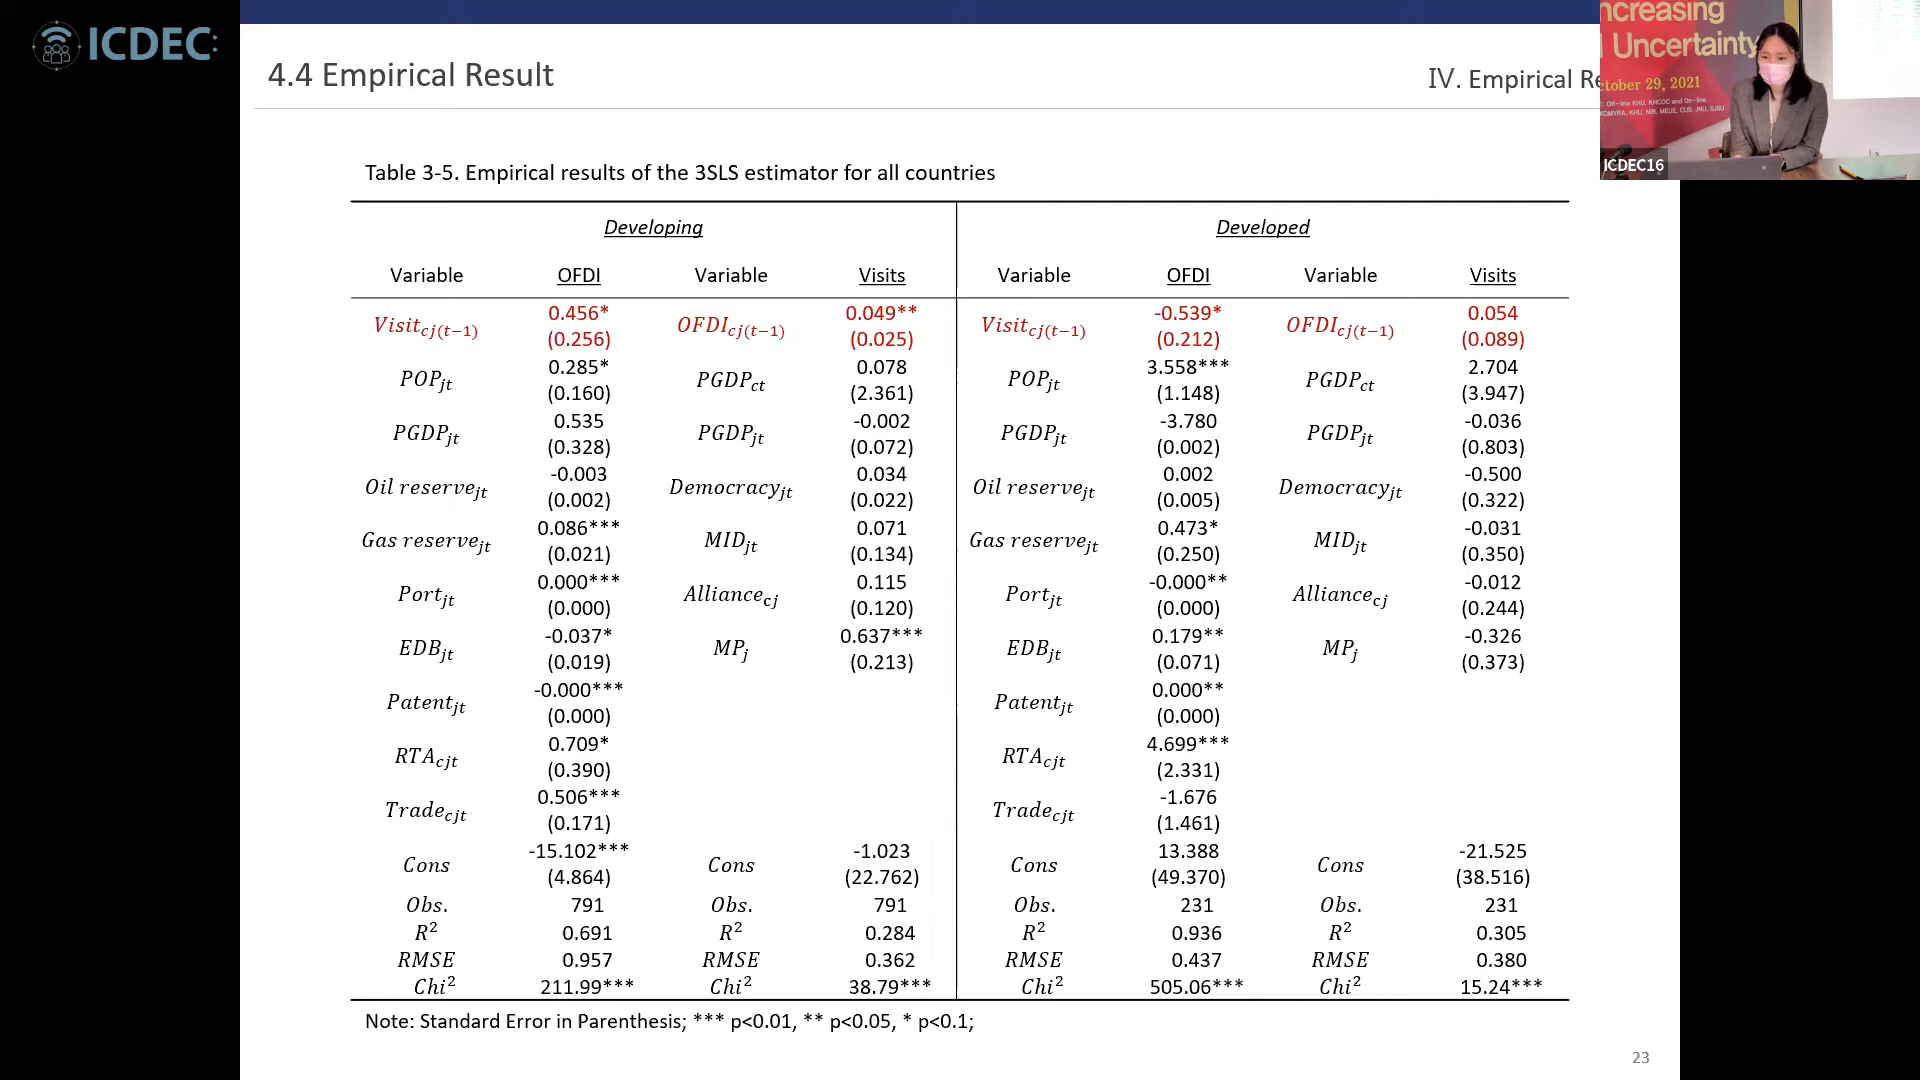 ICDEC:
4.4 Empirical Result
IV. Empirical Re
ncreasing
Uncertainty
ctober 29, 2021
: Off-line KHU, KHCOC and On-line
KOMYRA, KHU, NIB, MEUE, CUS, JNU, SJSU
ICDEC16
Table 3-5. Empirical results of the 3SLS estimator for all countries
Developing Developed
Variable OFDI Variable Visits Variable OFDI Variable Visits
Visit_cj(t−1) 0.456* OFDI_cj(t−1) 0.049** Visit_cj(t−1) -0.539* OFDI_cj(t−1) 0.054
(0.256) (0.025) (0.212) (0.089)
POP_jt 0.285* PGDP_ct 0.078 POP_jt 3.558*** PGDP_ct 2.704
(0.160) (2.361) (1.148) (3.947)
PGDP_jt 0.535 PGDP_jt -0.002 PGDP_jt -3.780 PGDP_jt -0.036
(0.328) (0.072) (0.002) (0.803)
Oil reserve_jt -0.003 Democracy_jt 0.034 Oil reserve_jt 0.002 Democracy_jt -0.500
(0.002) (0.022) (0.005) (0.322)
Gas reserve_jt 0.086*** MID_jt 0.071 Gas reserve_jt 0.473* MID_jt -0.031
(0.021) (0.134) (0.250) (0.350)
Port_jt 0.000*** Alliance_cj 0.115 Port_jt -0.000** Alliance_cj -0.012
(0.000) (0.120) (0.000) (0.244)
EDB_jt -0.037* MP_j 0.637*** EDB_jt 0.179** MP_j -0.326
(0.019) (0.213) (0.071) (0.373)
Patent_jt -0.000*** Patent_jt 0.000**
(0.000) (0.000)
RTA_cjt 0.709* RTA_cjt 4.699***
(0.390) (2.331)
Trade_cjt 0.506*** Trade_cjt -1.676
(0.171) (1.461)
Cons -15.102*** Cons -1.023 Cons 13.388 Cons -21.525
(4.864) (22.762) (49.370) (38.516)
Obs. 791 Obs. 791 Obs. 231 Obs. 231
R² 0.691 R² 0.284 R² 0.936 R² 0.305
RMSE 0.957 RMSE 0.362 RMSE 0.437 RMSE 0.380
Chi² 211.99*** Chi² 38.79*** Chi² 505.06*** Chi² 15.24***
Note: Standard Error in Parenthesis; *** p<0.01, ** p<0.05, * p<0.1;
23